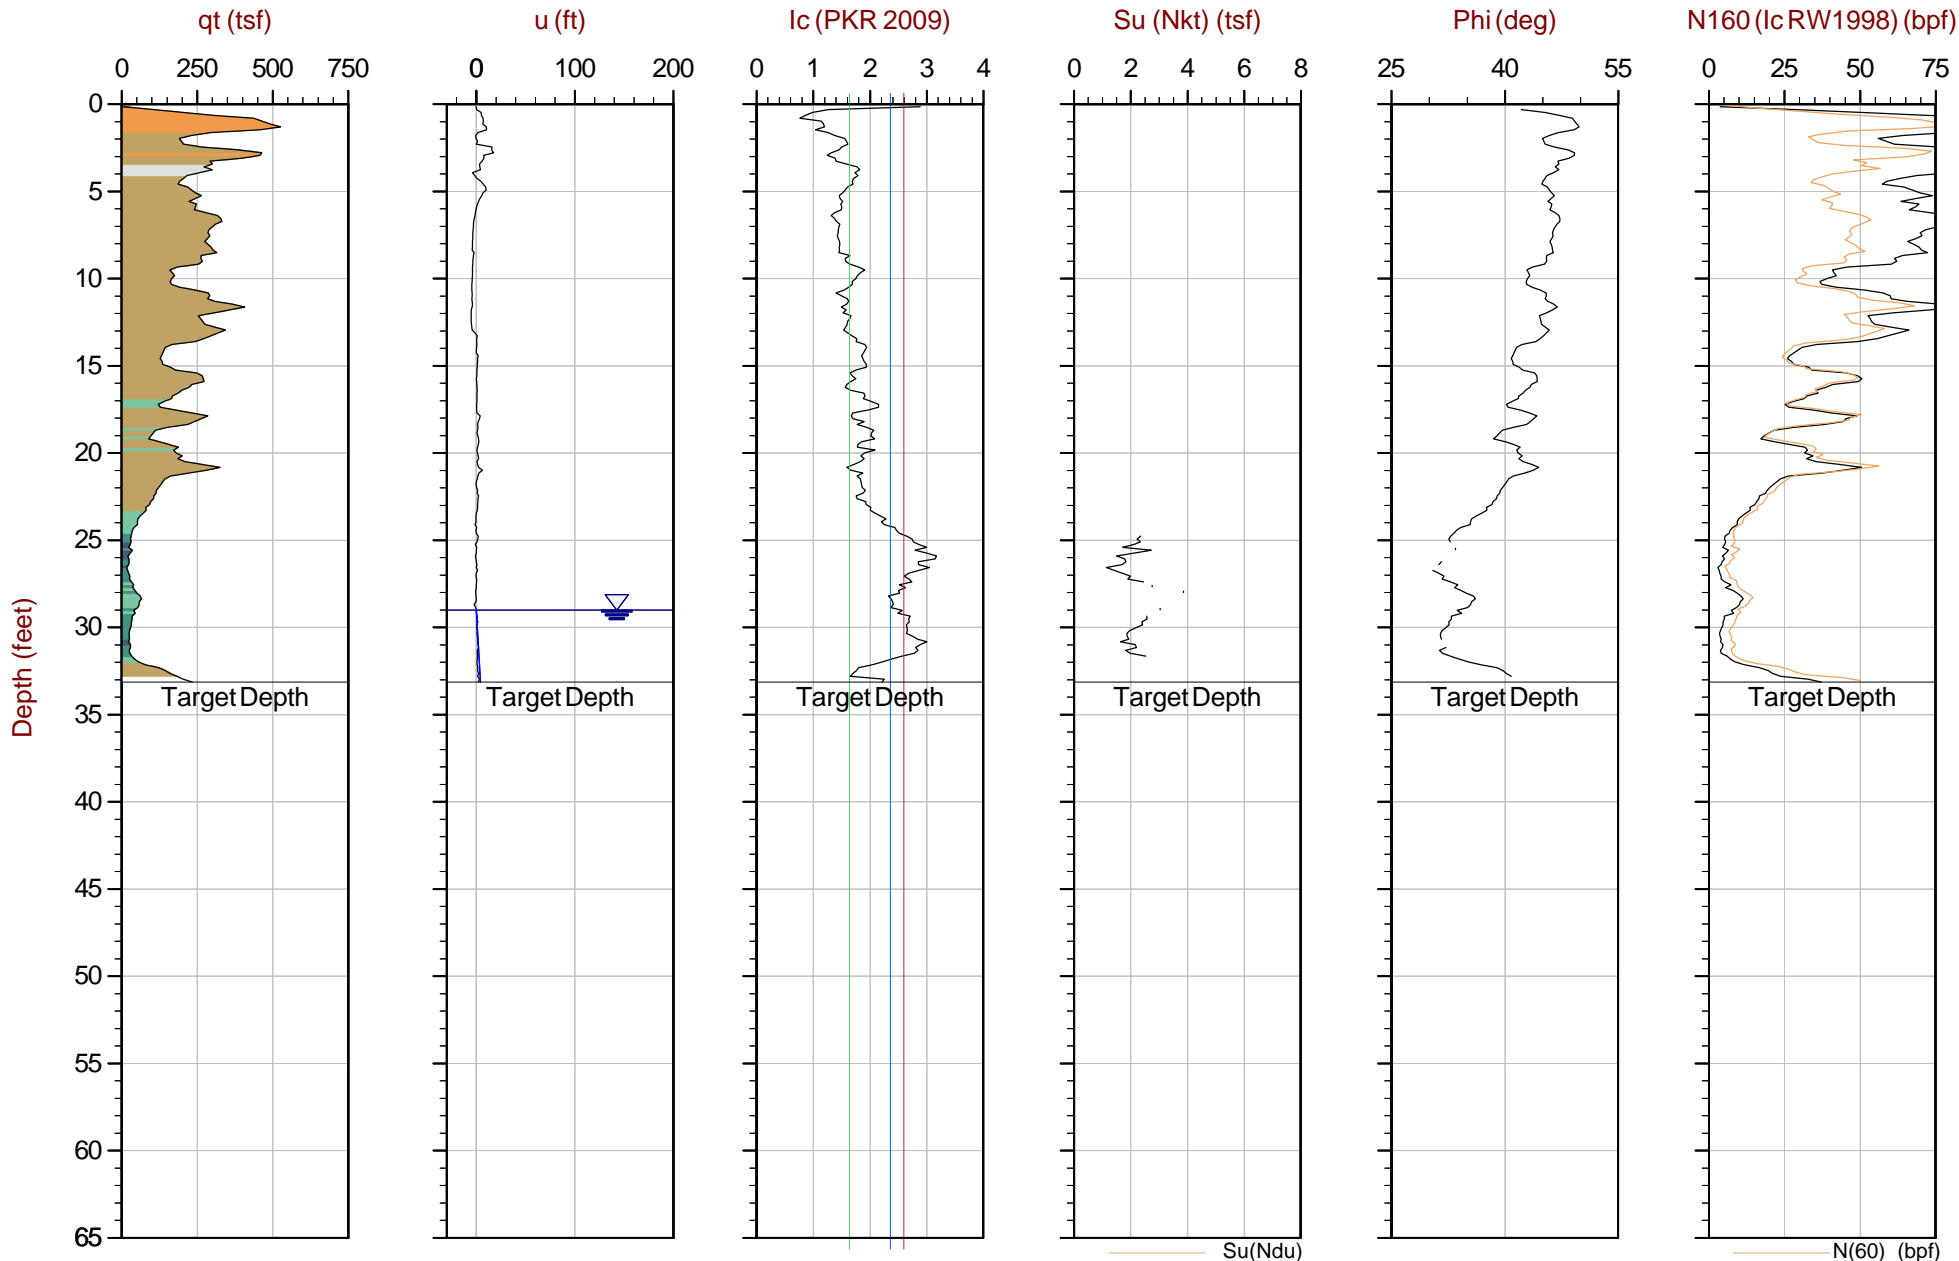 qt (tsf)
u (ft)
Ic (PKR 2009)
Su (Nkt) (tsf)
Phi (deg)
N160 (Ic RW1998) (bpf)
0 250 500 750
0 100 200
0 1 2 3 4
0 2 4 6 8
25 40 55
0 25 50 75
0
5
10
15
20
25
30
35
40
45
50
55
60
65
Depth (feet)
Target Depth
Target Depth
Target Depth
Target Depth
Target Depth
Target Depth
Su(Ndu)
N(60) (bpf)